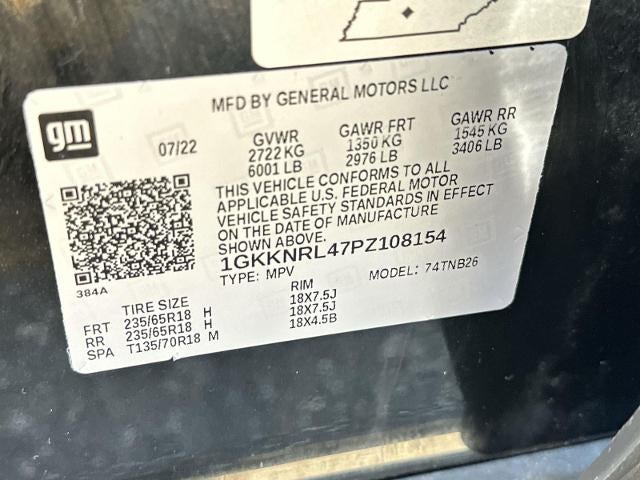 MFD BY GENERAL MOTORS LLC
gm
07/22 GVWR GAWR FRT GAWR RR
2722 KG 1350 KG 1545 KG
6001 LB 2976 LB 3406 LB
THIS VEHICLE CONFORMS TO ALL
APPLICABLE U.S. FEDERAL MOTOR
VEHICLE SAFETY STANDARDS IN EFFECT
ON THE DATE OF MANUFACTURE
SHOWN ABOVE.
1GKKNRL47PZ108154
TYPE: MPV MODEL: 74TNB26
384A
TIRE SIZE RIM
FRT 235/65R18 H 18X7.5J
RR 235/65R18 H 18X7.5J
SPA T135/70R18 M 18X4.5B